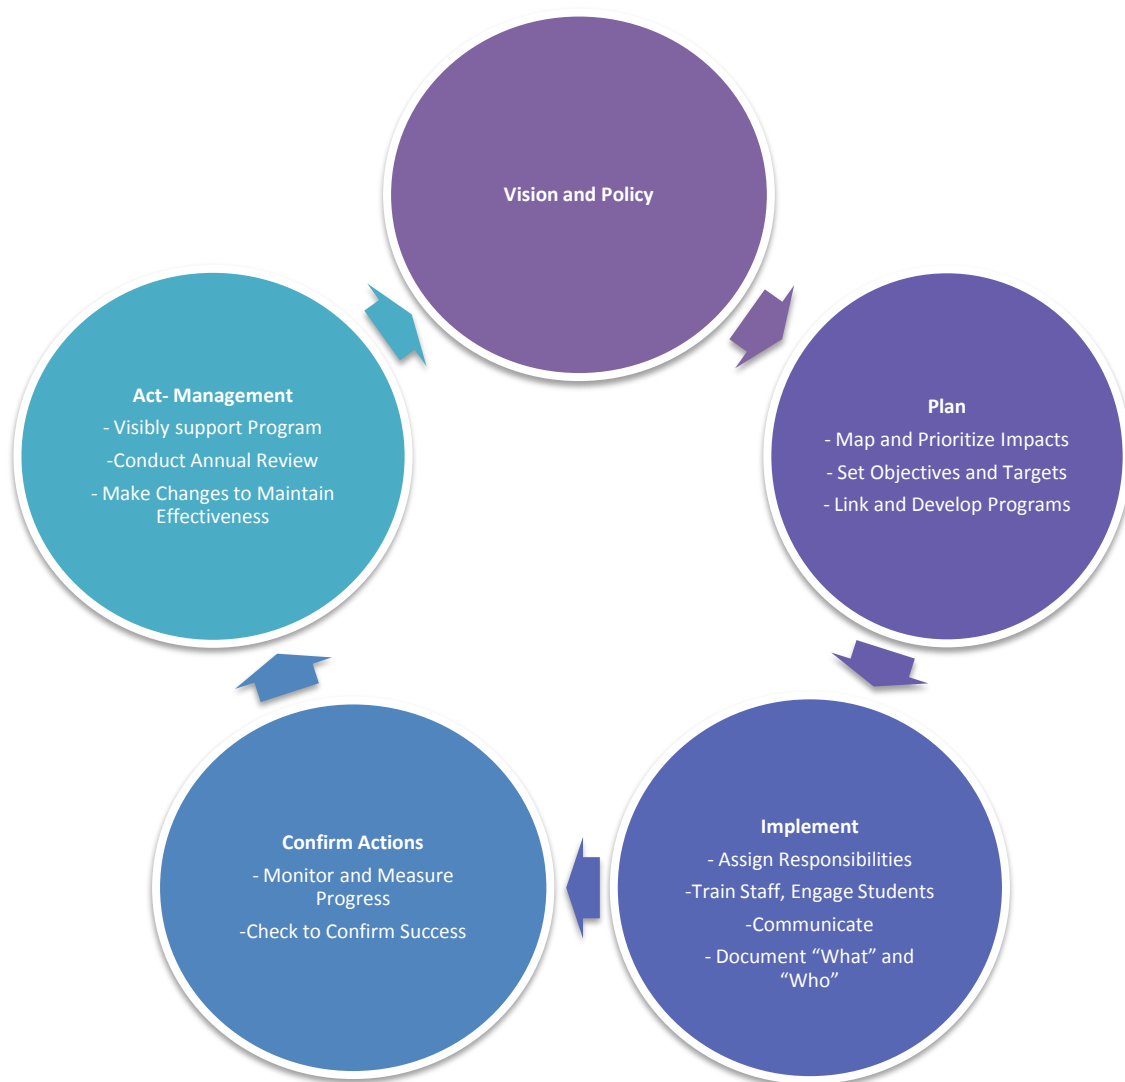 Vision and Policy
Plan
- Map and Prioritize Impacts
- Set Objectives and Targets
- Link and Develop Programs
Implement
- Assign Responsibilities
-Train Staff, Engage Students
-Communicate
- Document “What” and
“Who”
Confirm Actions
- Monitor and Measure
Progress
-Check to Confirm Success
Act- Management
- Visibly support Program
-Conduct Annual Review
- Make Changes to Maintain
Effectiveness